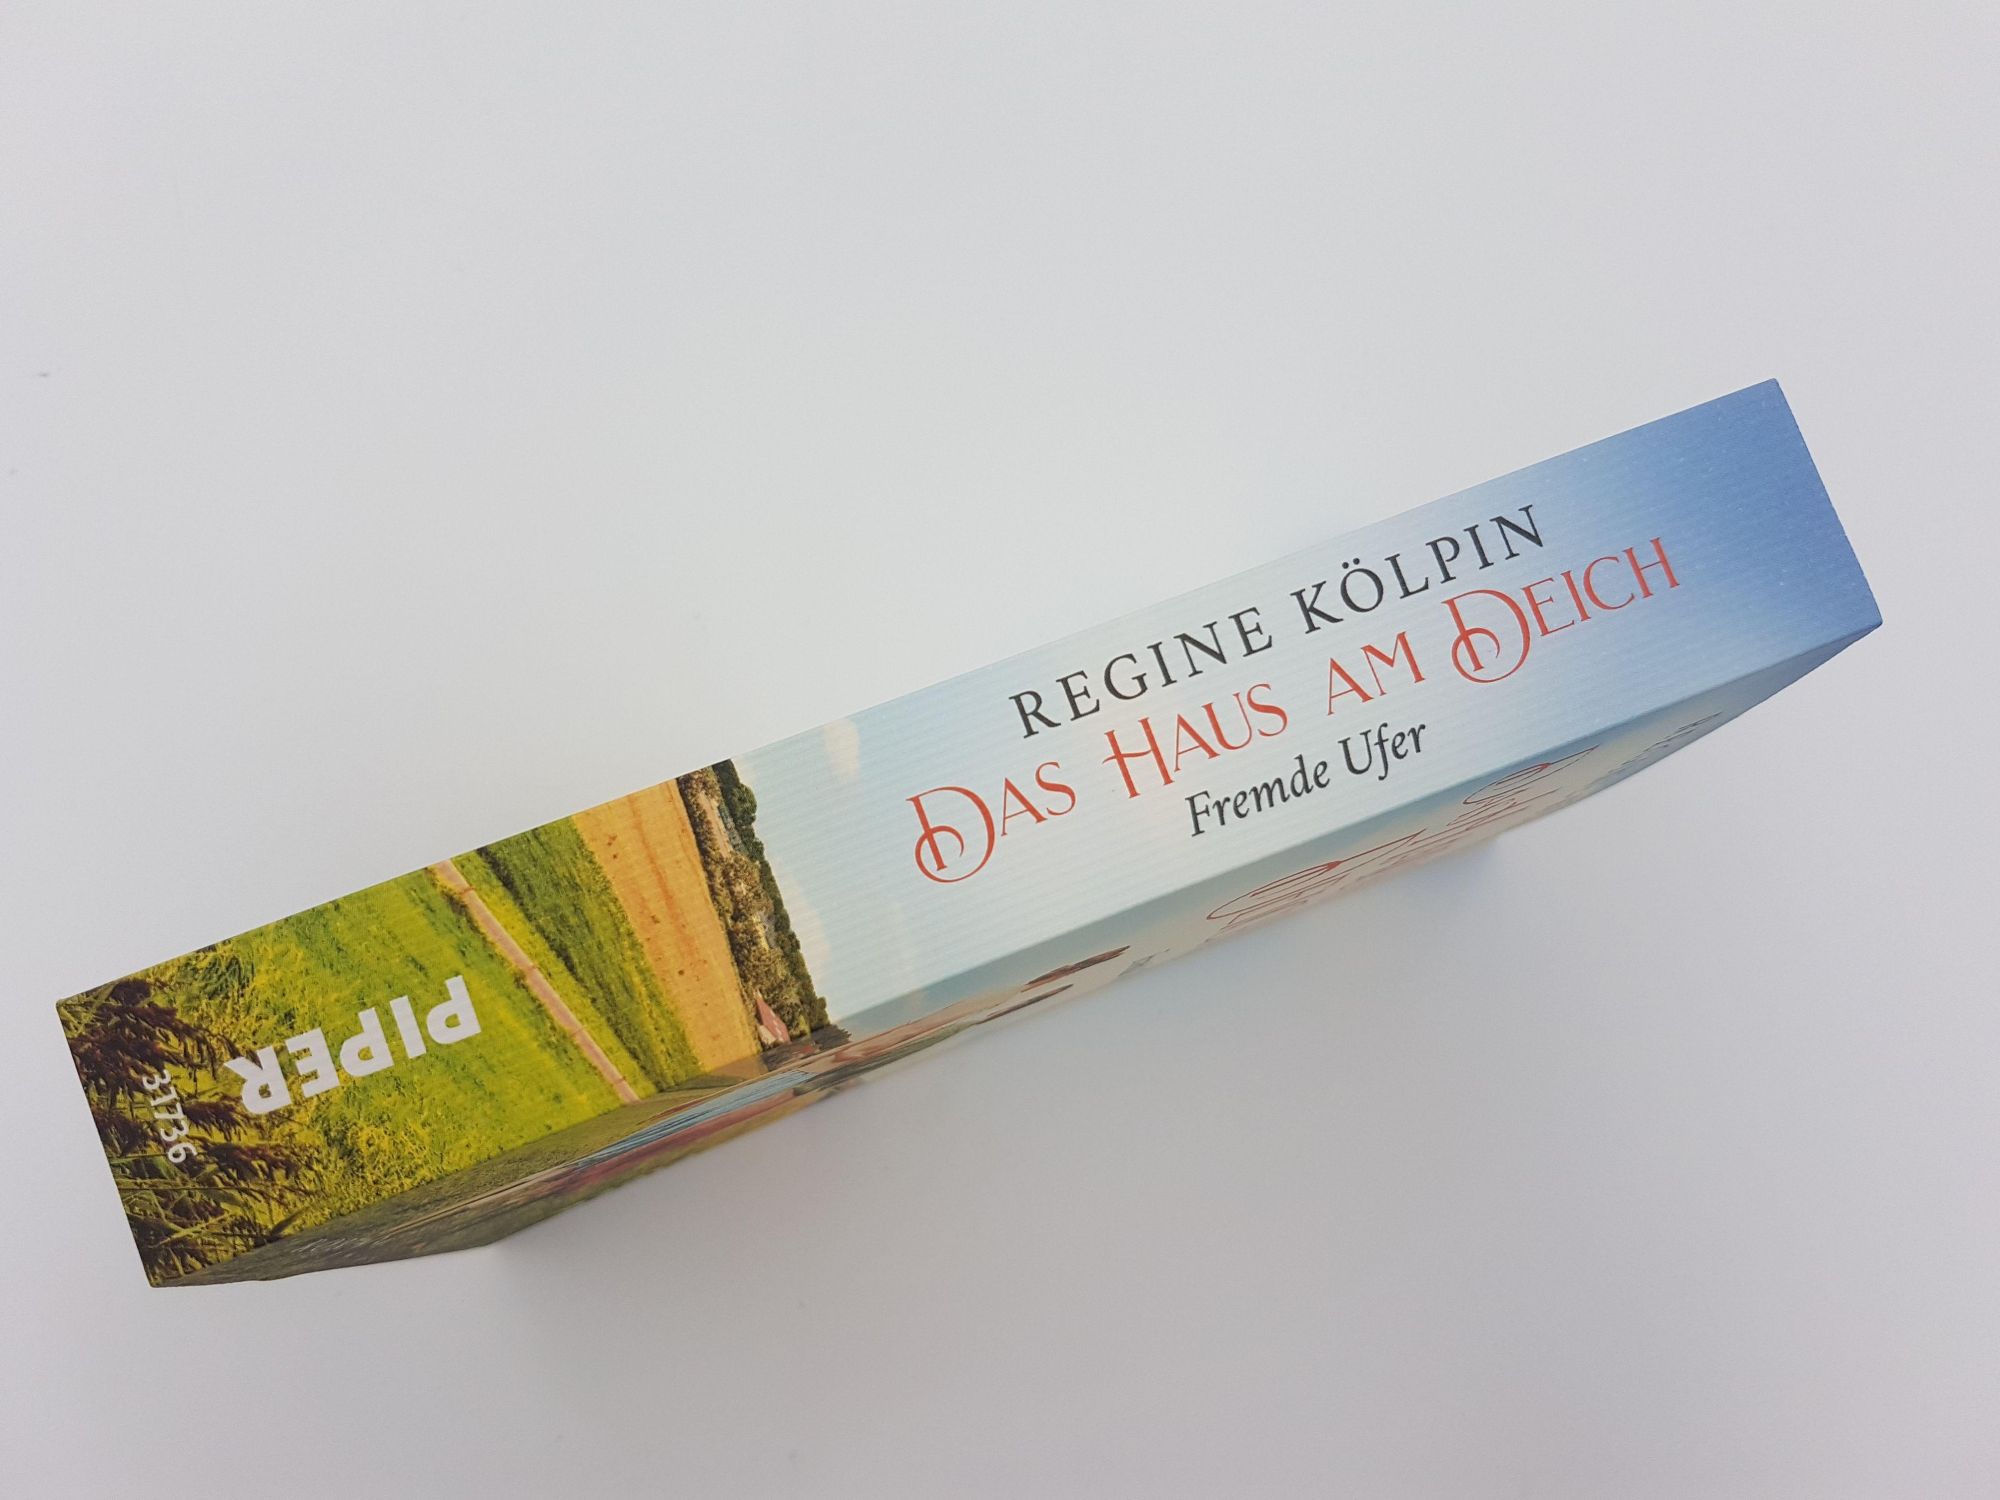 REGINE KÖLPIN
DAS HAUS AM DEICH
Fremde Ufer
PIPER
31736